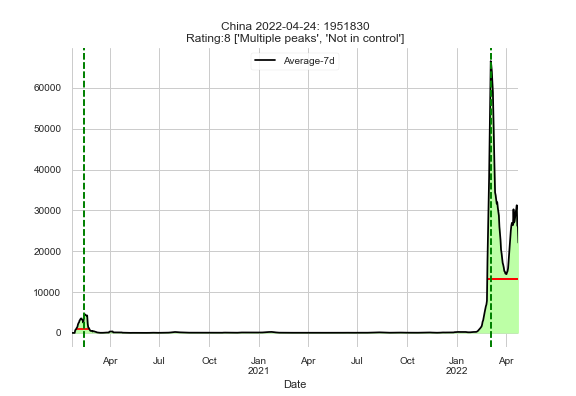 China 2022-04-24: 1951830
Rating:8 ['Multiple peaks', 'Not in control']
Average-7d
60000
50000
40000
30000
20000
10000
0
Apr Jul Oct Jan Apr Jul Oct Jan Apr
2021 2022
Date